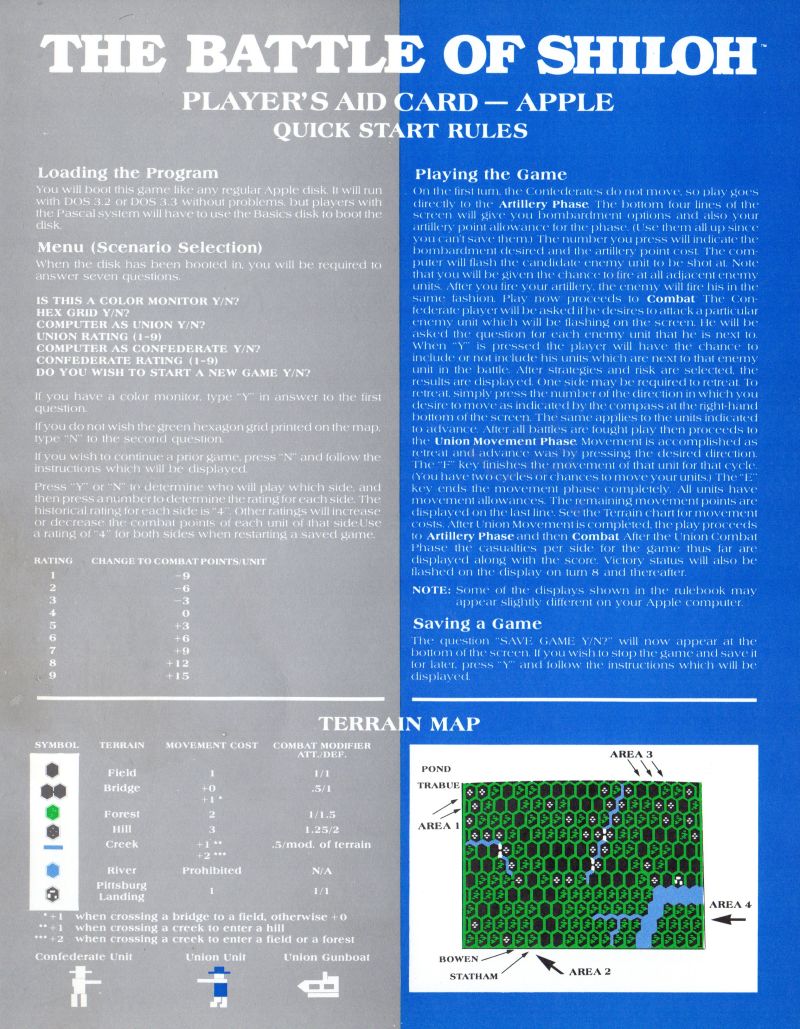 THE BATTLE OF SHILOH™
PLAYER'S AID CARD — APPLE
QUICK START RULES
Loading the Program
You will boot this game like any regular Apple disk. It will run
with DOS 3.2 or DOS 3.3 without problems, but players with
the Pascal system will have to use the Basics disk to boot the
disk.
Menu (Scenario Selection)
When the disk has been booted in, you will be required to
answer seven questions.
IS THIS A COLOR MONITOR Y/N?
HEX GRID Y/N?
COMPUTER AS UNION Y/N?
UNION RATING (1-9)
COMPUTER AS CONFEDERATE Y/N?
CONFEDERATE RATING (1-9)
DO YOU WISH TO START A NEW GAME Y/N?
If you have a color monitor, type "Y" in answer to the first
question.
If you do not wish the green hexagon grid printed on the map,
type "N" to the second question.
If you wish to continue a prior game, press "N" and follow the
instructions which will be displayed.
Press "Y" or "N" to determine who will play which side, and
then press a number to determine the rating for each side. The
historical rating for each side is "4". Other ratings will increase
or decrease the combat points of each unit of that side.Use
a rating of "4" for both sides when restarting a saved game.
RATING CHANGE TO COMBAT POINTS/UNIT
1 -9
2 -6
3 -3
4 0
5 +3
6 +6
7 +9
8 +12
9 +15
Playing the Game
On the first turn, the Confederates do not move, so play goes
directly to the Artillery Phase. The bottom four lines of the
screen will give you bombardment options and also your
artillery point allowance for the phase. (Use them all up since
you can't save them.) The number you press will indicate the
bombardment desired and the artillery point cost. The com-
puter will flash the candidate enemy unit to be shot at. Note
that you will be given the chance to fire at all adjacent enemy
units. After you fire your artillery, the enemy will fire his in the
same fashion. Play now proceeds to Combat. The Con-
federate player will be asked if he desires to attack a particular
enemy unit which will be flashing on the screen. He will be
asked the question for each enemy unit that he is next to.
When "Y" is pressed the player will have the chance to
include or not include his units which are next to that enemy
unit in the battle. After strategies and risk are selected, the
results are displayed. One side may be required to retreat. To
retreat, simply press the number of the direction in which you
desire to move as indicated by the compass at the right-hand
bottom of the screen. The same applies to the units indicated
to advance. After all battles are fought play then proceeds to
the Union Movement Phase. Movement is accomplished as
retreat and advance was by pressing the desired direction.
The "F" key finishes the movement of that unit for that cycle.
(You have two cycles or chances to move your units.) The "E"
key ends the movement phase completely. All units have
movement allowances. The remaining movement points are
displayed on the last line. See the Terrain chart for movement
costs. After Union Movement is completed, the play proceeds
to Artillery Phase and then Combat. After the Union Combat
Phase the casualties per side for the game thus far are
displayed along with the score. Victory status will also be
flashed on the display on turn 8 and thereafter.
NOTE: Some of the displays shown in the rulebook may
appear slightly different on your Apple computer.
Saving a Game
The question "SAVE GAME Y/N?" will now appear at the
bottom of the screen. If you wish to stop the game and save it
for later, press "Y" and follow the instructions which will be
displayed.
TERRAIN MAP
SYMBOL TERRAIN MOVEMENT COST COMBAT MODIFIER
ATT./DEF.
Field 1 1/1
Bridge +0 .5/1
+1 *
Forest 2 1/1.5
Hill 3 1.25/2
Creek +1 ** .5/mod. of terrain
+2 ***
River Prohibited N/A
Pittsburg
Landing 1 1/1
*+1 when crossing a bridge to a field, otherwise +0
**+1 when crossing a creek to enter a hill
***+2 when crossing a creek to enter a field or a forest
Confederate Unit Union Unit Union Gunboat
AREA 3
POND
TRABUE
AREA 1
AREA 4
BOWEN
STATHAM
AREA 2